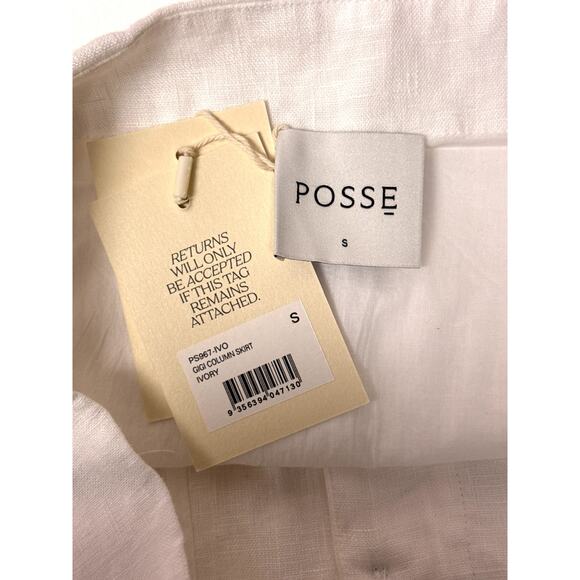 POSSE
S
RETURNS
WILL ONLY
BE ACCEPTED
IF THIS TAG
REMAINS
ATTACHED.
S
PS967-IVO
GIGI COLUMN SKIRT
IVORY
9 356394 047130